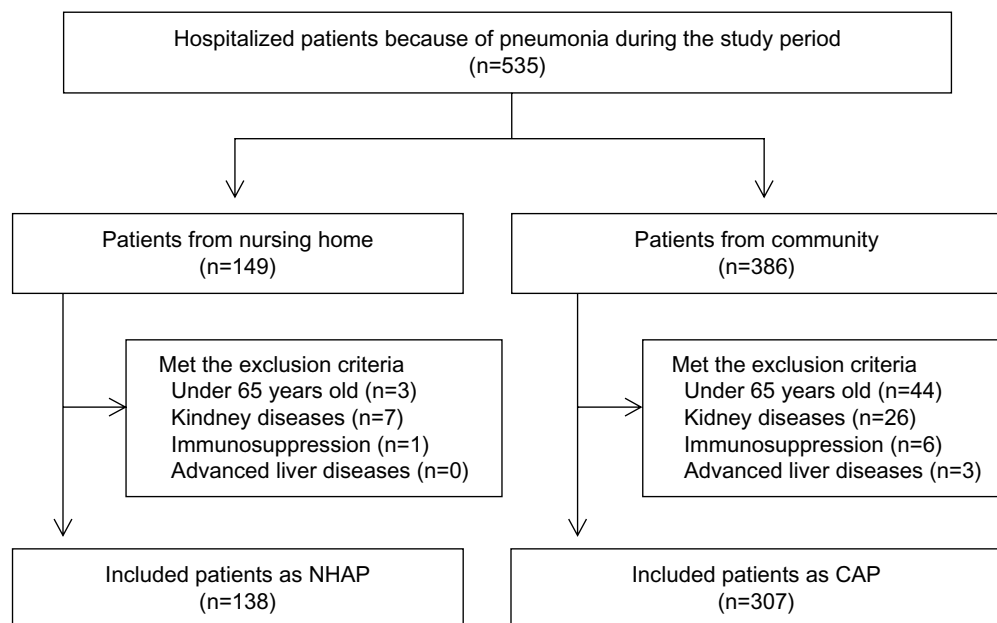 Hospitalized patients because of pneumonia during the study period
(n=535)
Patients from nursing home
(n=149)
Patients from community
(n=386)
Met the exclusion criteria
Under 65 years old (n=3)
Kindney diseases (n=7)
Immunosuppression (n=1)
Advanced liver diseases (n=0)
Met the exclusion criteria
Under 65 years old (n=44)
Kidney diseases (n=26)
Immunosuppression (n=6)
Advanced liver diseases (n=3)
Included patients as NHAP
(n=138)
Included patients as CAP
(n=307)